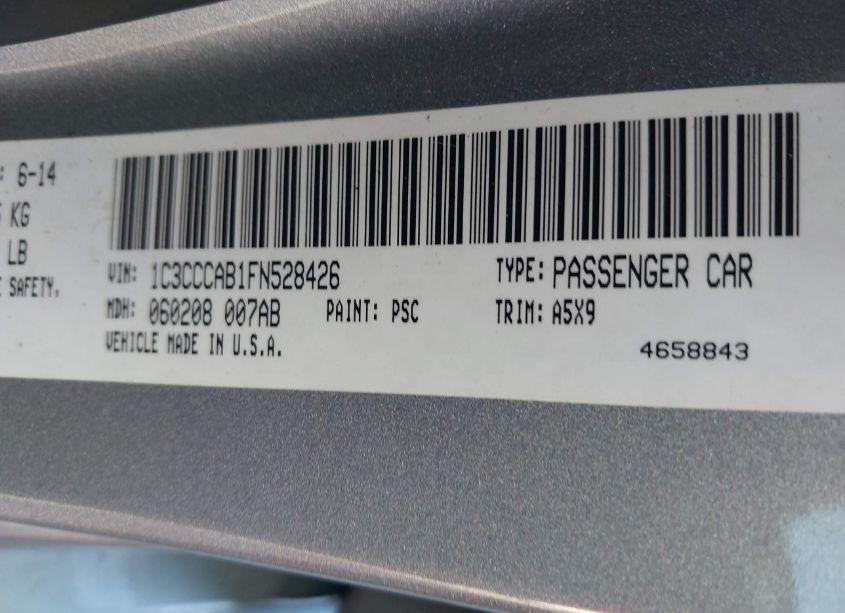 : 6-14
KG
LB
SAFETY.
VIN: 1C3CCCAB1FN528426 TYPE: PASSENGER CAR
MDH: 060208 007AB PAINT: PSC TRIM: A5X9
VEHICLE MADE IN U.S.A. 4658843